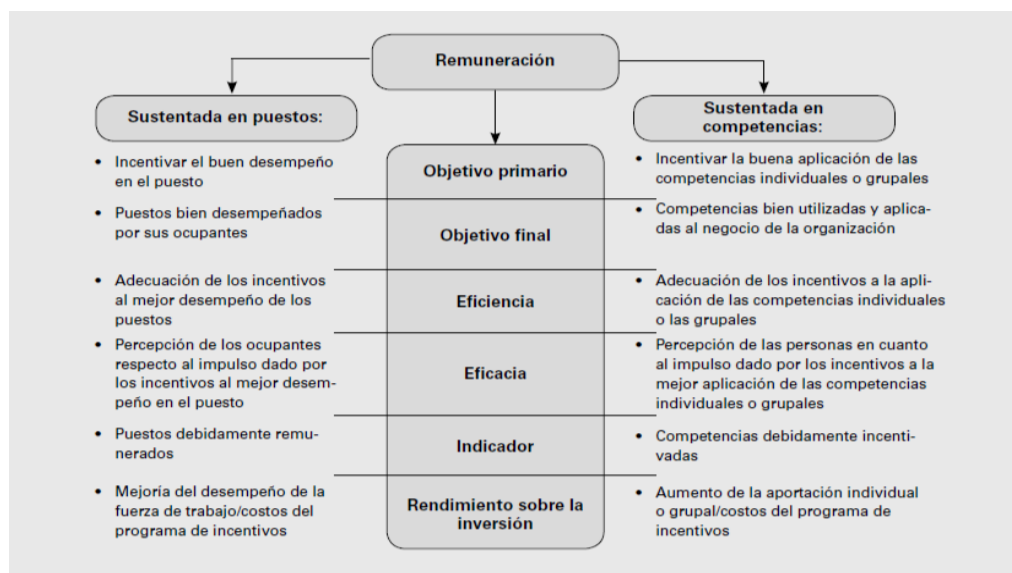 Remuneración
Sustentada en puestos:
Sustentada en
competencias:
• Incentivar el buen desempeño
en el puesto
Objetivo primario
• Incentivar la buena aplicación de las
competencias individuales o grupales
• Puestos bien desempeñados
por sus ocupantes
Objetivo final
• Competencias bien utilizadas y aplica-
das al negocio de la organización
• Adecuación de los incentivos
al mejor desempeño de los
puestos
Eficiencia
• Adecuación de los incentivos a la apli-
cación de las competencias individuales
o las grupales
• Percepción de los ocupantes
respecto al impulso dado por
los incentivos al mejor desem-
peño en el puesto
Eficacia
• Percepción de las personas en cuanto
al impulso dado por los incentivos a la
mejor aplicación de las competencias
individuales o grupales
• Puestos debidamente remu-
nerados
Indicador
• Competencias debidamente incenti-
vadas
• Mejoría del desempeño de la
fuerza de trabajo/costos del
programa de incentivos
Rendimiento sobre la
inversión
• Aumento de la aportación individual
o grupal/costos del programa de
incentivos